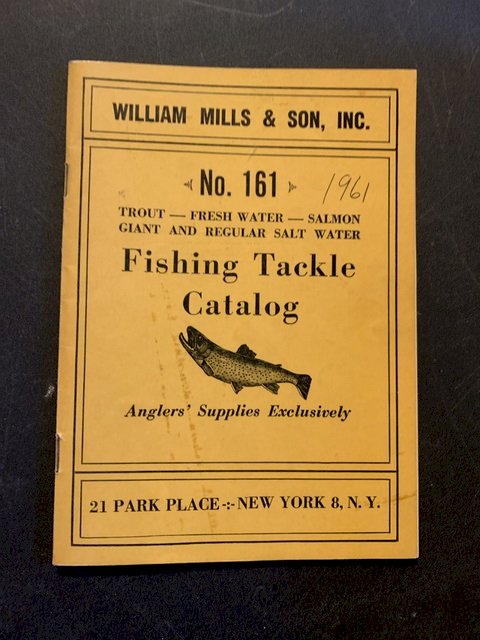 WILLIAM MILLS & SON, INC.
No. 161
1961
TROUT — FRESH WATER — SALMON
GIANT AND REGULAR SALT WATER
Fishing Tackle
Catalog
Anglers' Supplies Exclusively
21 PARK PLACE -:- NEW YORK 8, N. Y.